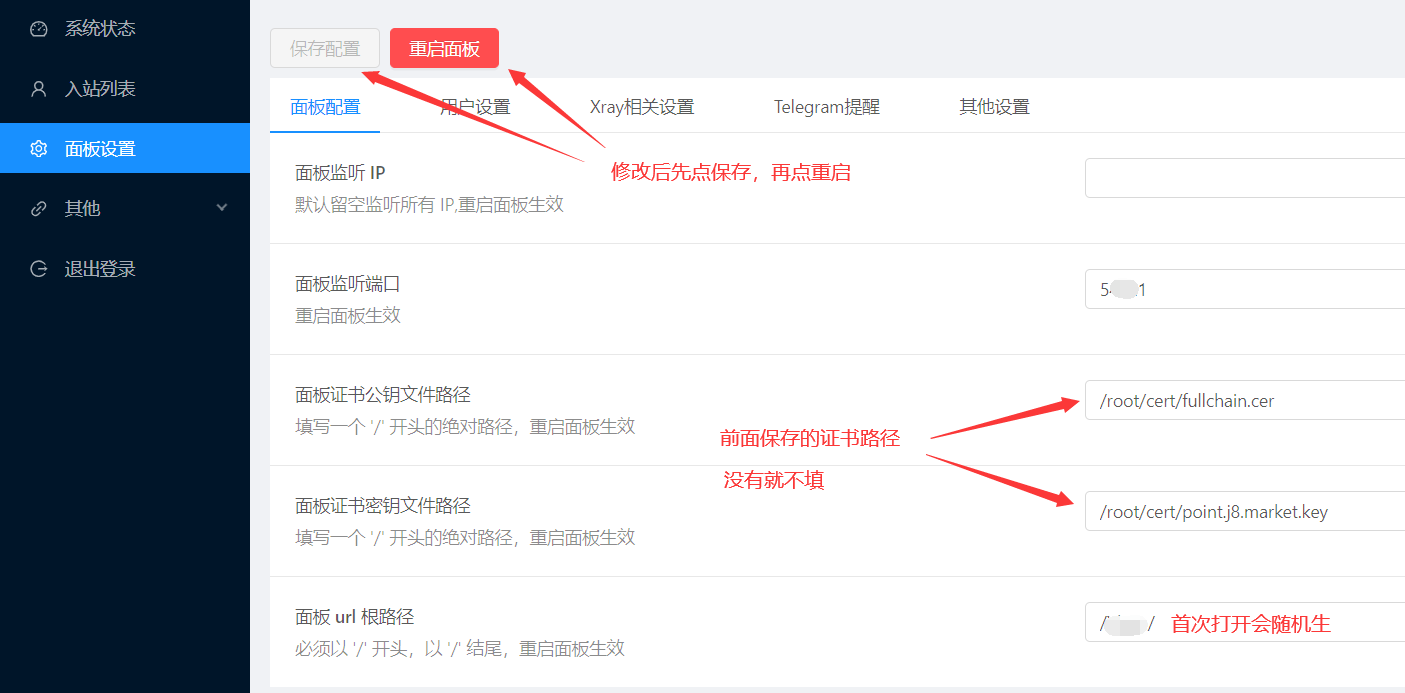 系统状态
入站列表
面板设置
其他
退出登录
保存配置 重启面板
面板配置 用户设置 Xray相关设置 Telegram提醒 其他设置
修改后先点保存，再点重启
面板监听 IP
默认留空监听所有 IP,重启面板生效
面板监听端口
重启面板生效
面板证书公钥文件路径
/root/cert/fullchain.cer
填写一个 '/' 开头的绝对路径，重启面板生效
前面保存的证书路径
没有就不填
面板证书密钥文件路径
/root/cert/point.j8.market.key
填写一个 '/' 开头的绝对路径，重启面板生效
面板 url 根路径
首次打开会随机生
必须以 '/' 开头，以 '/' 结尾，重启面板生效